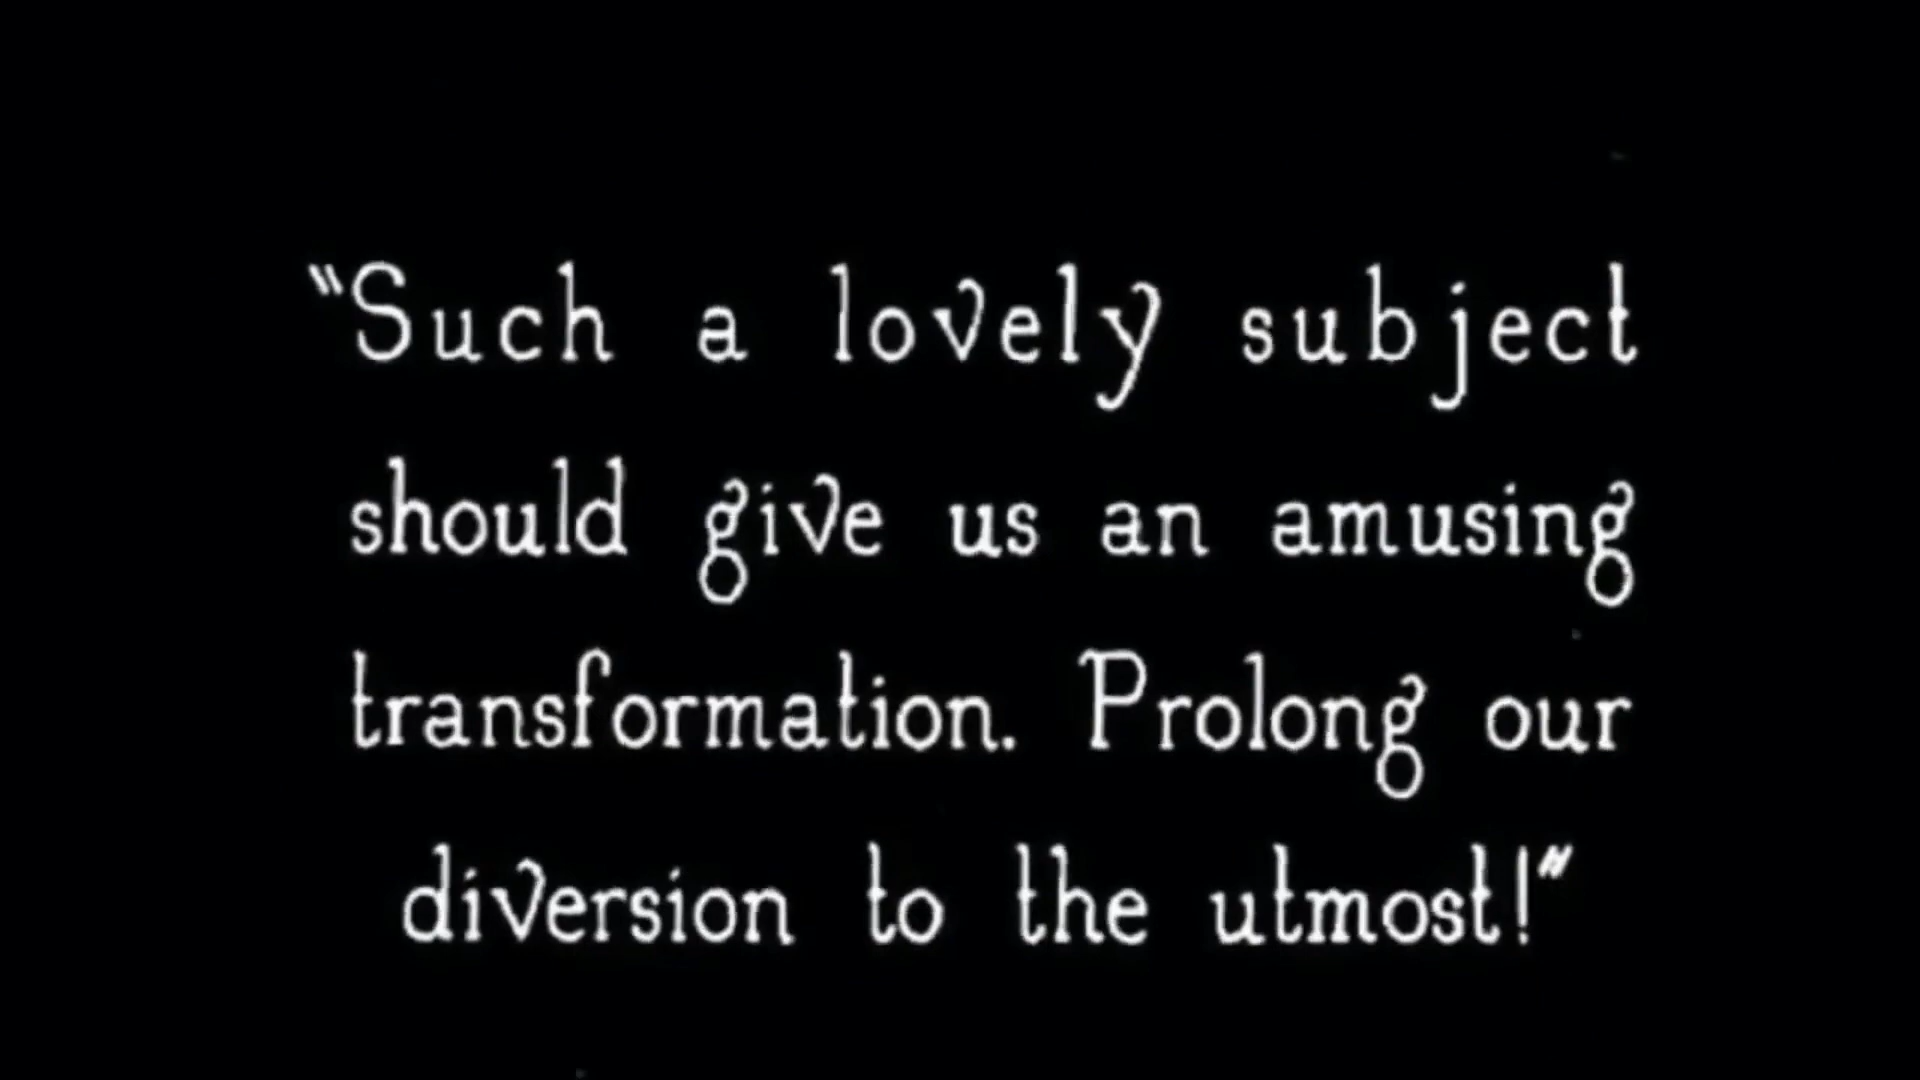 "Such a lovely subject
should give us an amusing
transformation. Prolong our
diversion to the utmost!"